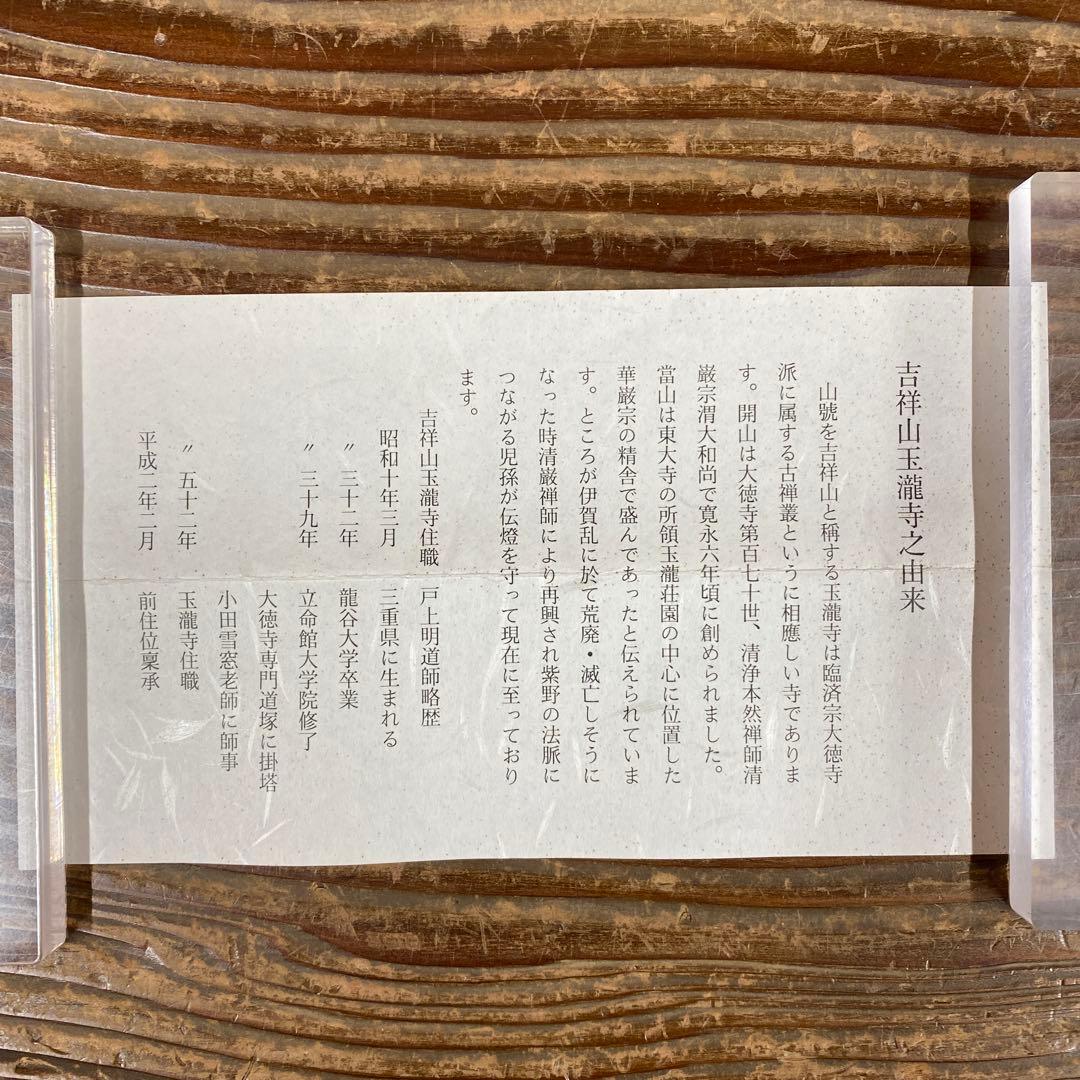 吉祥山玉瀧寺之由来
山號を吉祥山と稱する玉瀧寺は臨済宗大徳寺
派に属する古禅叢というに相應しい寺でありま
す。開山は大徳寺第百七十世、清浄本然禅師清
厳宗渭大和尚で寛永六年頃に創められました。
當山は東大寺の所領玉瀧荘園の中心に位置した
華厳宗の精舎で盛んであったと伝えられていま
す。ところが伊賀乱に於て荒廃・滅亡しそうに
なった時清厳禅師により再興され紫野の法脈に
つながる児孫が伝燈を守って現在に至っており
ます。
吉祥山玉瀧寺住職 戸上明道師略歴
昭和十年三月 三重県に生まれる
〃 三十二年 龍谷大学卒業
〃 三十九年 立命館大学院修了
大徳寺専門道塚に掛塔
小田雪窓老師に師事
〃 五十二年 玉瀧寺住職
平成二年二月 前住位稟承